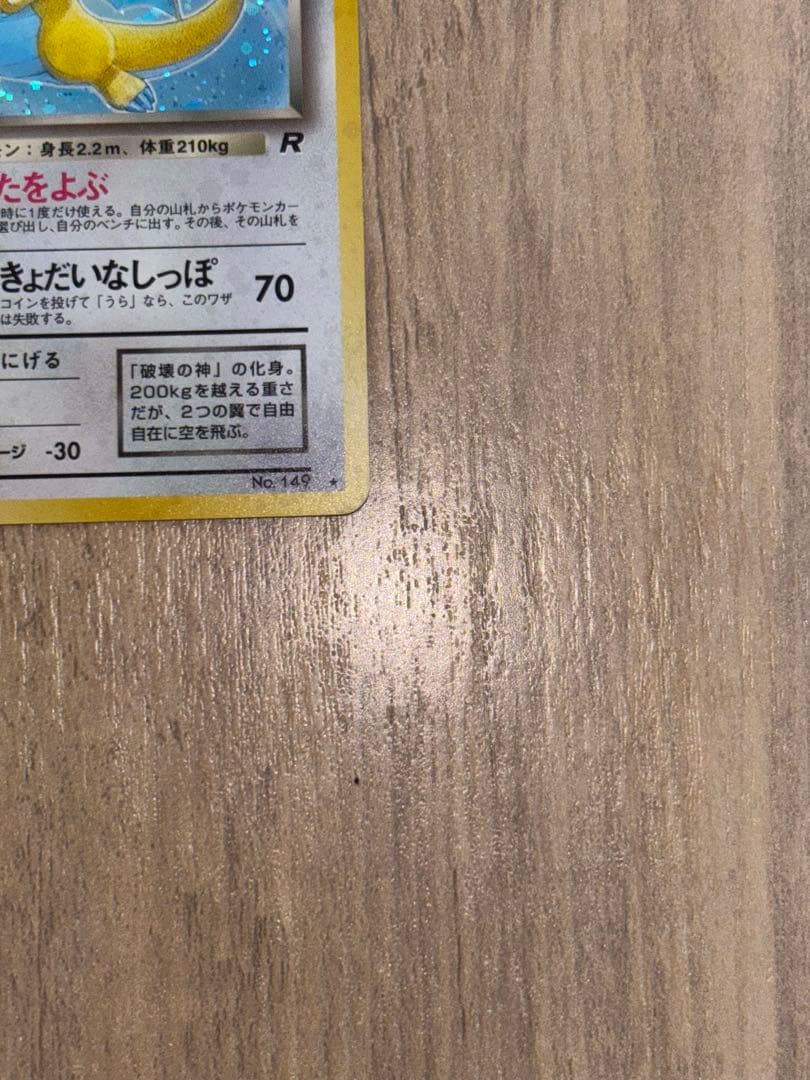 ン：身長2.2m、体重210kg R
たをよぶ
時に1度だけ使える。自分の山札からポケモンカー
選び出し、自分のベンチに出す。その後、その山札を
きょだいなしっぽ 70
コインを投げて「うら」なら、このワザ
は失敗する。
にげる
「破壊の神」の化身。
200kgを越える重さ
だが、2つの翼で自由
自在に空を飛ぶ。
ージ -30
No. 149 ★